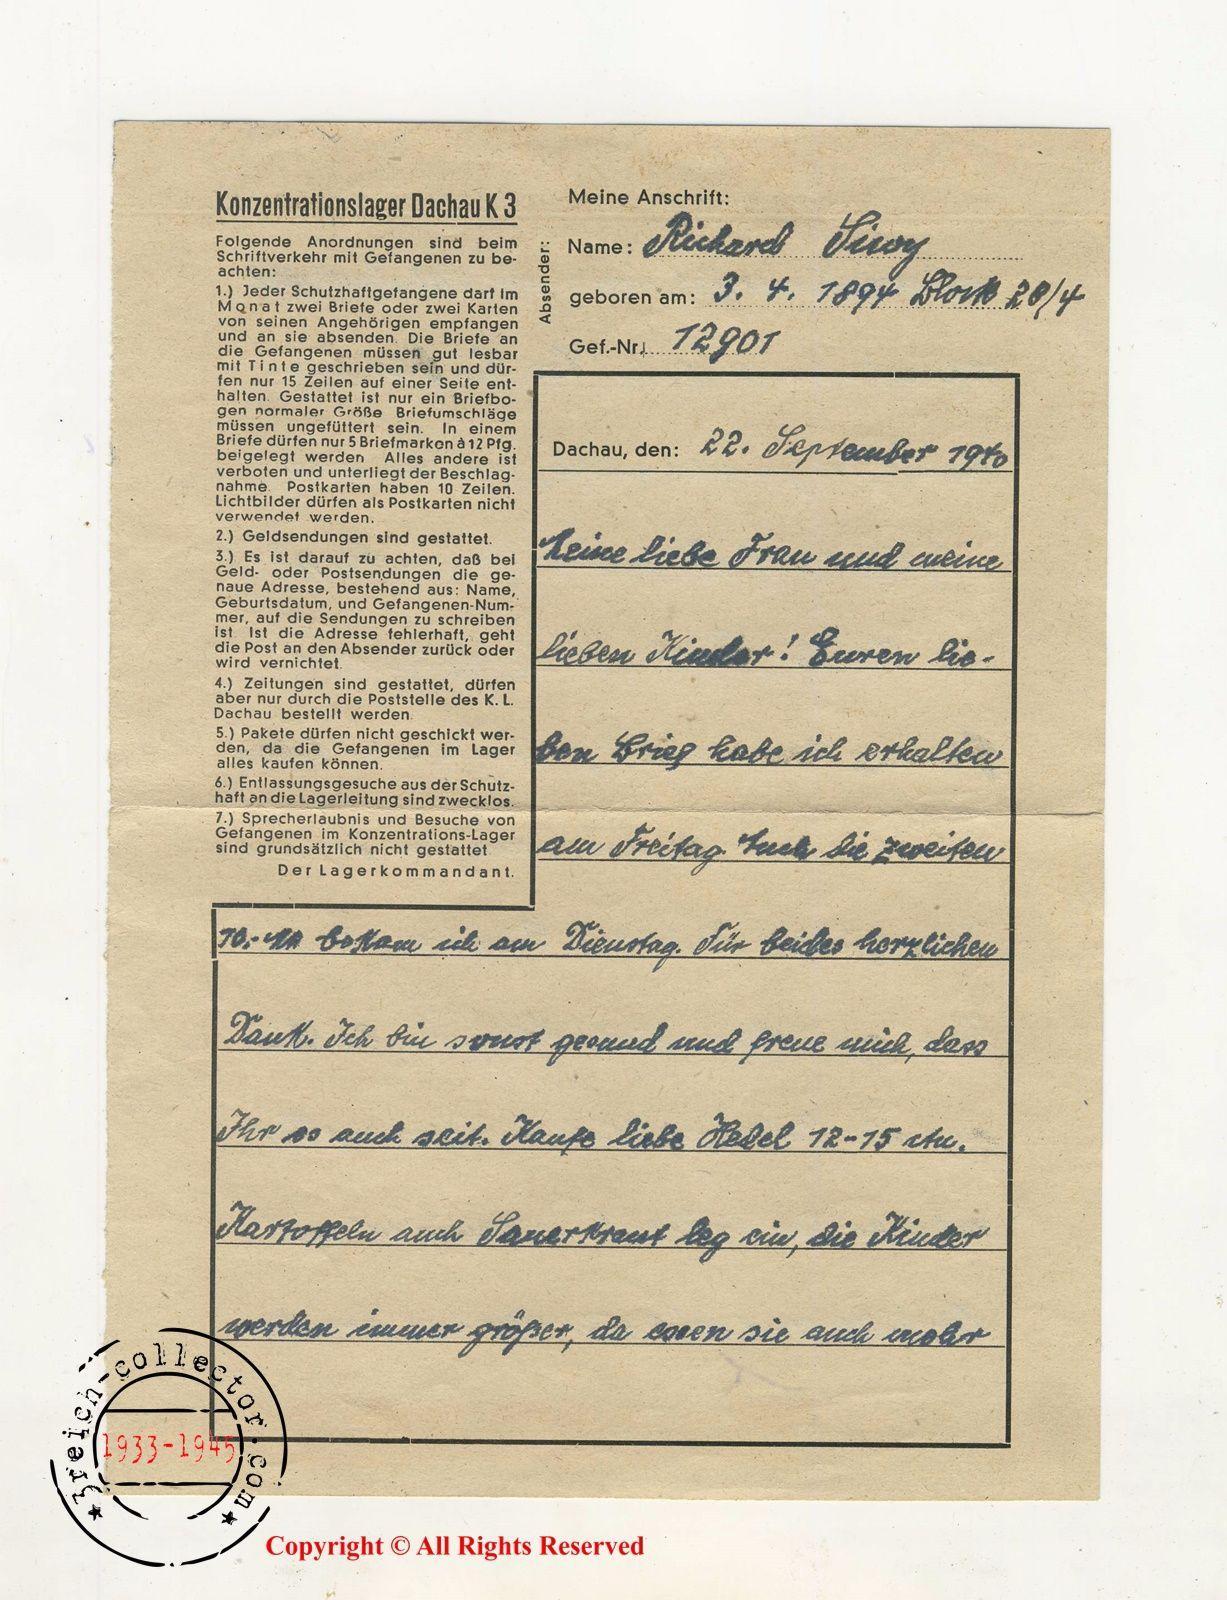 Konzentrationslager Dachau K 3
Folgende Anordnungen sind beim
Schriftverkehr mit Gefangenen zu be-
achten:
1.) Jeder Schutzhaftgefangene darf im
Monat zwei Briefe oder zwei Karten
von seinen Angehörigen empfangen
und an sie absenden. Die Briefe an
die Gefangenen müssen gut lesbar
mit Tinte geschrieben sein und dür-
fen nur 15 Zeilen auf einer Seite ent-
halten. Gestattet ist nur ein Briefbo-
gen normaler Größe Briefumschläge
müssen ungefüttert sein. In einem
Briefe dürfen nur 5 Briefmarken à 12 Pfg.
beigelegt werden Alles andere ist
verboten und unterliegt der Beschlag-
nahme. Postkarten haben 10 Zeilen.
Lichtbilder dürfen als Postkarten nicht
verwendet werden.
2.) Geldsendungen sind gestattet.
3.) Es ist darauf zu achten, daß bei
Geld- oder Postsendungen die ge-
naue Adresse, bestehend aus: Name,
Geburtsdatum, und Gefangenen-Num-
mer, auf die Sendungen zu schreiben
ist. Ist die Adresse fehlerhaft, geht
die Post an den Absender zurück oder
wird vernichtet.
4.) Zeitungen sind gestattet, dürfen
aber nur durch die Poststelle des K. L.
Dachau bestellt werden
5.) Pakete dürfen nicht geschickt wer-
den, da die Gefangenen im Lager
alles kaufen können.
6.) Entlassungsgesuche aus der Schutz-
haft an die Lagerleitung sind zwecklos.
7.) Sprecherlaubnis und Besuche von
Gefangenen im Konzentrations-Lager
sind grundsätzlich nicht gestattet
Der Lagerkommandant.
Absender:
Meine Anschrift:
Name: Richard
geboren am: 3. 4. 1894 Block 20/4
Gef.-Nr. 12901
Dachau, den: 22. September 1940
Meine liebe Frau und meine
lieben Kinder! Euren lie-
ben Brief habe ich erhalten
am Freitag. Auch die zweiten
10.- bekam ich am Dienstag. Für beides herzlichen
Dank. Ich bin sonst gesund und freue mich, dass
Ihr es auch seit. Kaufe liebe Hedel 12-15 ctn.
Kartoffeln auch Sauerkraut leg ein, die Kinder
werden immer größer, da essen sie auch mehr
3reich-collector.com
1933-1945
Copyright © All Rights Reserved